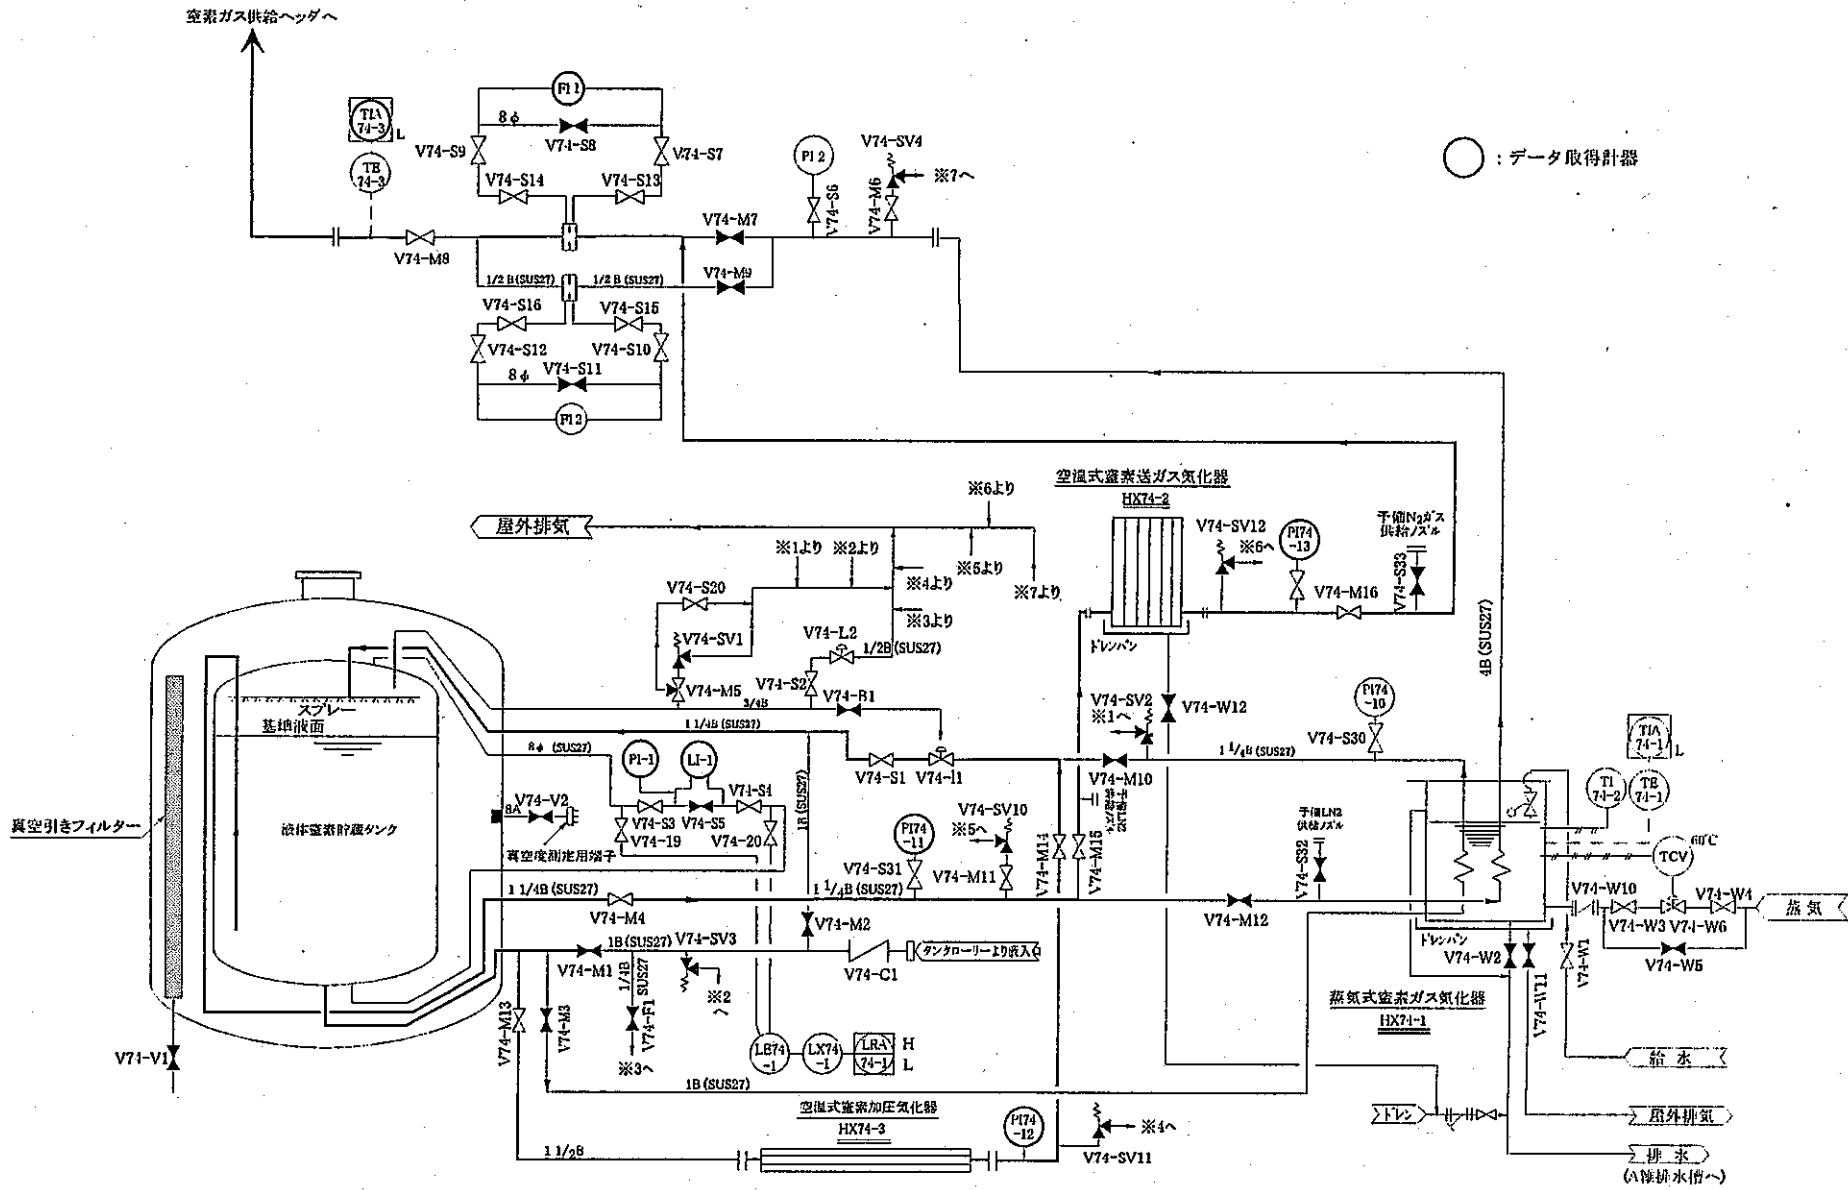 窒素ガス供給ヘッダへ
FI1
TIA
74-3
L
8φ
V74-S8
V74-S9
V74-S7
TE
74-3
V74-S14
V74-S13
PI2
V74-SV4
※7へ
V74-S6
V74-M6
○：データ取得計器
V74-M7
V74-M8
V74-M9
1/2B(SUS27)
1/2B(SUS27)
V74-S16
V74-S15
V74-S12
V74-S10
V74-S11
8φ
FI2
空温式窒素送ガス気化器
HX74-2
※6より
屋外排気
V74-SV12
※6へ
PI74
-13
予備N2ガス
供給ノズル
V74-S33
V74-M16
※1より
※2より
※4より
※5より
※7より
※3より
V74-S20
V74-SV1
V74-L2
1/2B(SUS27)
ドレンパン
4B(SUS27)
V74-M5
V74-S2
V74-B1
3/4B
V74-SV2
※1へ
V74-W12
PI74
-10
V74-S30
スプレー
基準液面
1 1/4B(SUS27)
8φ(SUS27)
PI-1
LI-1
V74-S1
V74-M10
1 1/4B(SUS27)
TIA
74-1
L
TI
74-2
TE
74-1
V74-V2
8A
V74-S4
V74-S3
V74-S5
1B(SUS27)
V74-SV10
※5へ
予備LN2
供給ノズル
予備LN2
供給ノズル
真空引きフィルター
液体窒素貯蔵タンク
V74-19
V74-20
真空度測定用端子
PI74
-11
V74-M14
V74-M15
V74-S32
TCV
60℃
V74-S31
V74-M11
1 1/4B(SUS27)
1 1/4B(SUS27)
V74-M4
V74-M12
V74-W10
V74-W4
蒸気
V74-W3
V74-W6
V74-M2
1B(SUS27)
V74-SV3
タンクローリーより張込
V74-M1
V74-C1
ドレンパン
V74-W2
V74-W1
V74-W5
1/4B
SUS27
※2
へ
V74-M13
V74-M3
V74-F1
蒸気式窒素ガス気化器
HX74-1
V74-W11
V74-V1
※3へ
LE74
-1
LX74
-1
LRA
74-1
H
L
給水
1B(SUS27)
空温式窒素加圧気化器
HX74-3
PI74
-12
※4へ
V74-SV11
ドレン
屋外排気
1 1/2B
排水
(A棟排水槽へ)